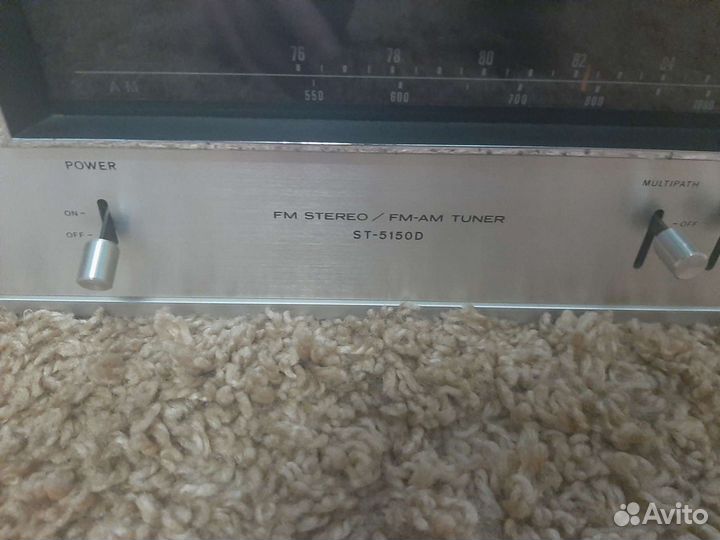 76 78 80 82 84
AM 550 600 700 800 1000
POWER
MULTIPATH
ON
OFF
OFF
FM STEREO / FM-AM TUNER
ST-5150D
Avito